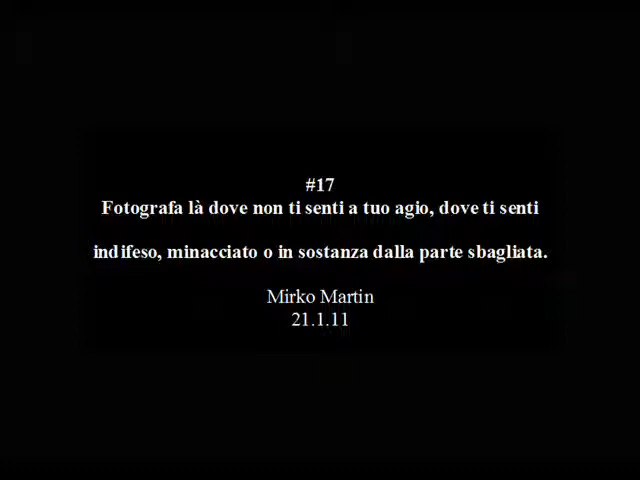 #17
Fotografa là dove non ti senti a tuo agio, dove ti senti
indifeso, minacciato o in sostanza dalla parte sbagliata.
Mirko Martin
21.1.11